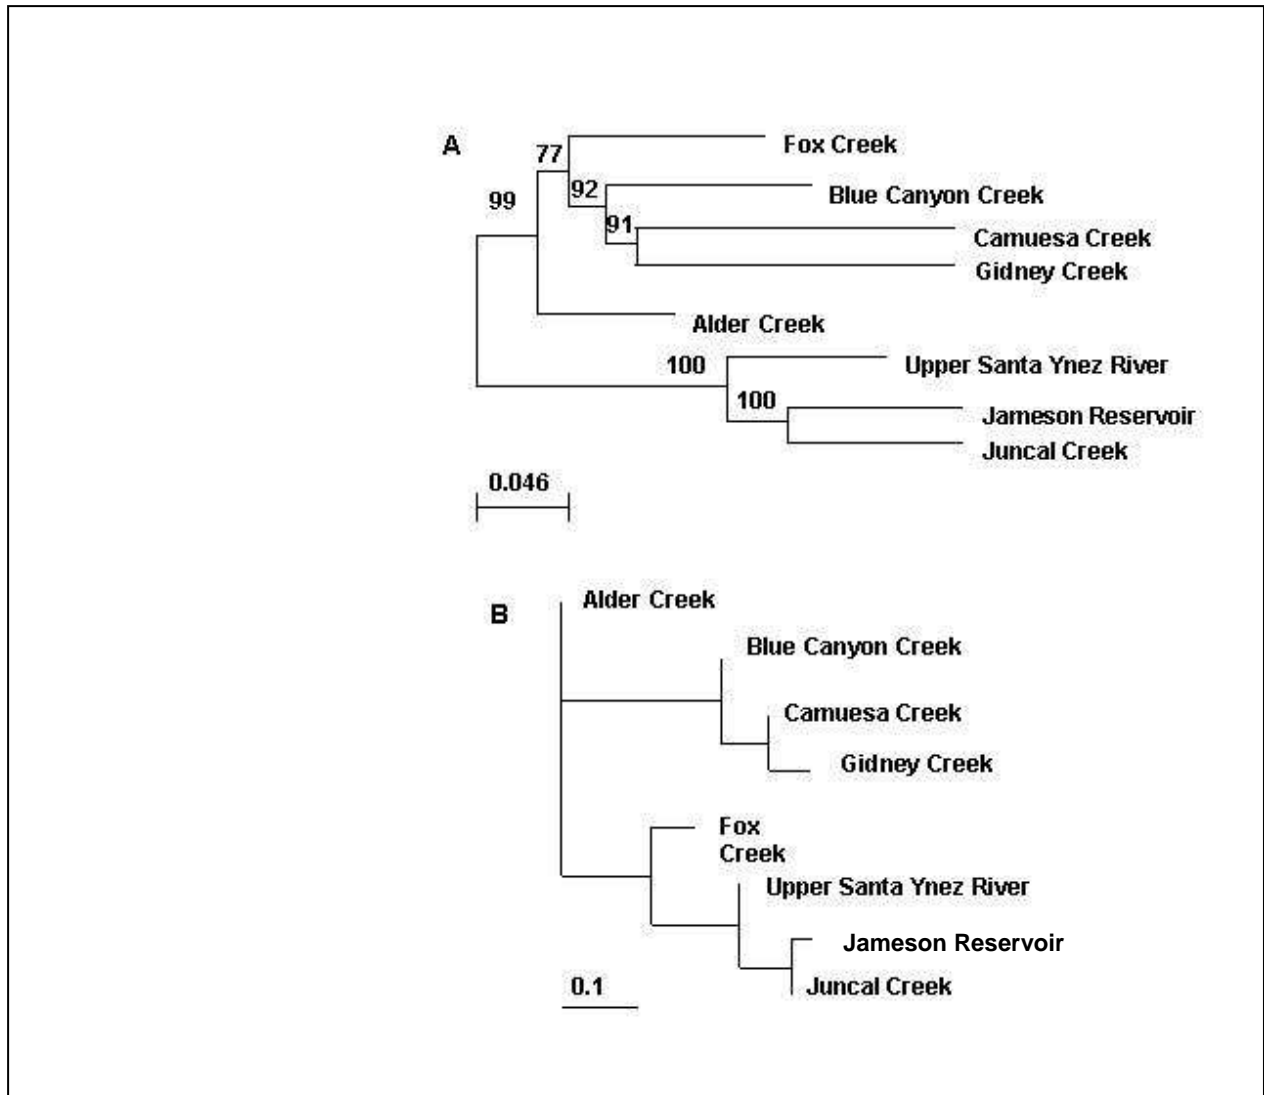 A
77
Fox Creek
99
92
Blue Canyon Creek
91
Camuesa Creek
Gidney Creek
Alder Creek
100
Upper Santa Ynez River
100
Jameson Reservoir
Juncal Creek
0.046
B
Alder Creek
Blue Canyon Creek
Camuesa Creek
Gidney Creek
Fox
Creek
Upper Santa Ynez River
Jameson Reservoir
Juncal Creek
0.1